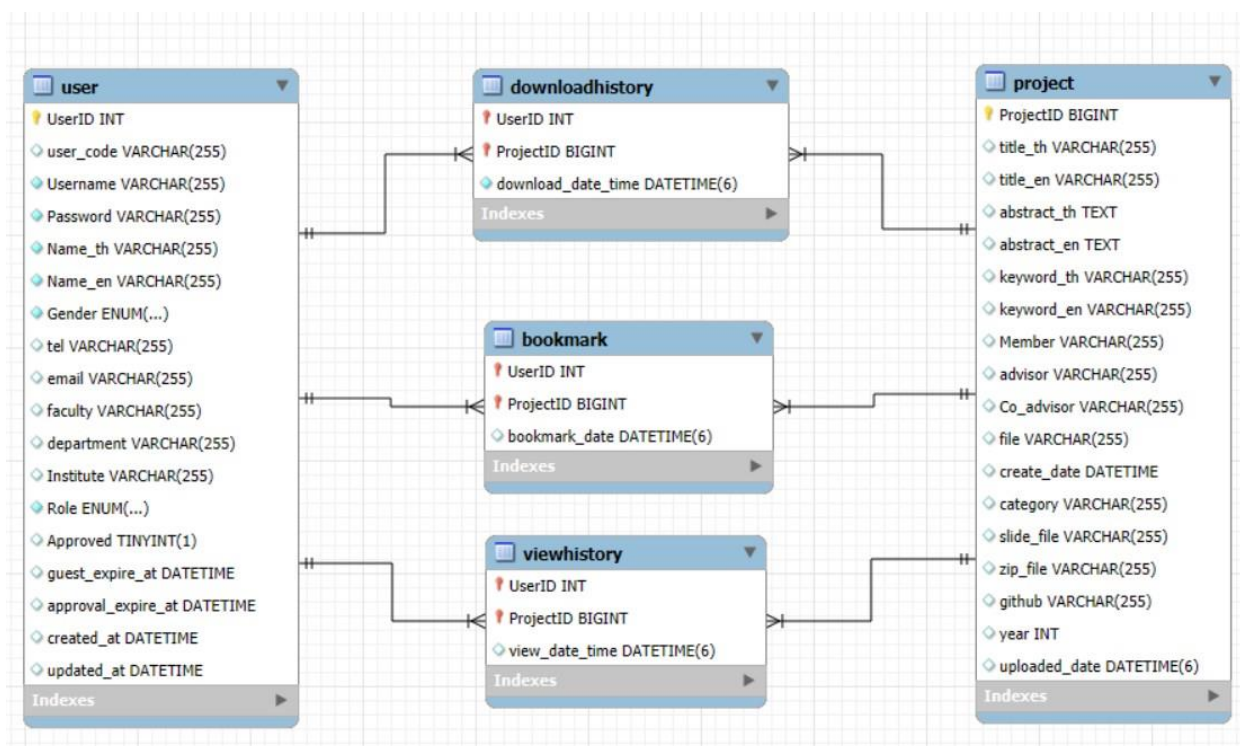 user
UserID INT
user_code VARCHAR(255)
Username VARCHAR(255)
Password VARCHAR(255)
Name_th VARCHAR(255)
Name_en VARCHAR(255)
Gender ENUM(...)
tel VARCHAR(255)
email VARCHAR(255)
faculty VARCHAR(255)
department VARCHAR(255)
Institute VARCHAR(255)
Role ENUM(...)
Approved TINYINT(1)
guest_expire_at DATETIME
approval_expire_at DATETIME
created_at DATETIME
updated_at DATETIME
Indexes
downloadhistory
UserID INT
ProjectID BIGINT
download_date_time DATETIME(6)
Indexes
bookmark
UserID INT
ProjectID BIGINT
bookmark_date DATETIME(6)
Indexes
viewhistory
UserID INT
ProjectID BIGINT
view_date_time DATETIME(6)
Indexes
project
ProjectID BIGINT
title_th VARCHAR(255)
title_en VARCHAR(255)
abstract_th TEXT
abstract_en TEXT
keyword_th VARCHAR(255)
keyword_en VARCHAR(255)
Member VARCHAR(255)
advisor VARCHAR(255)
Co_advisor VARCHAR(255)
file VARCHAR(255)
create_date DATETIME
category VARCHAR(255)
slide_file VARCHAR(255)
zip_file VARCHAR(255)
github VARCHAR(255)
year INT
uploaded_date DATETIME(6)
Indexes